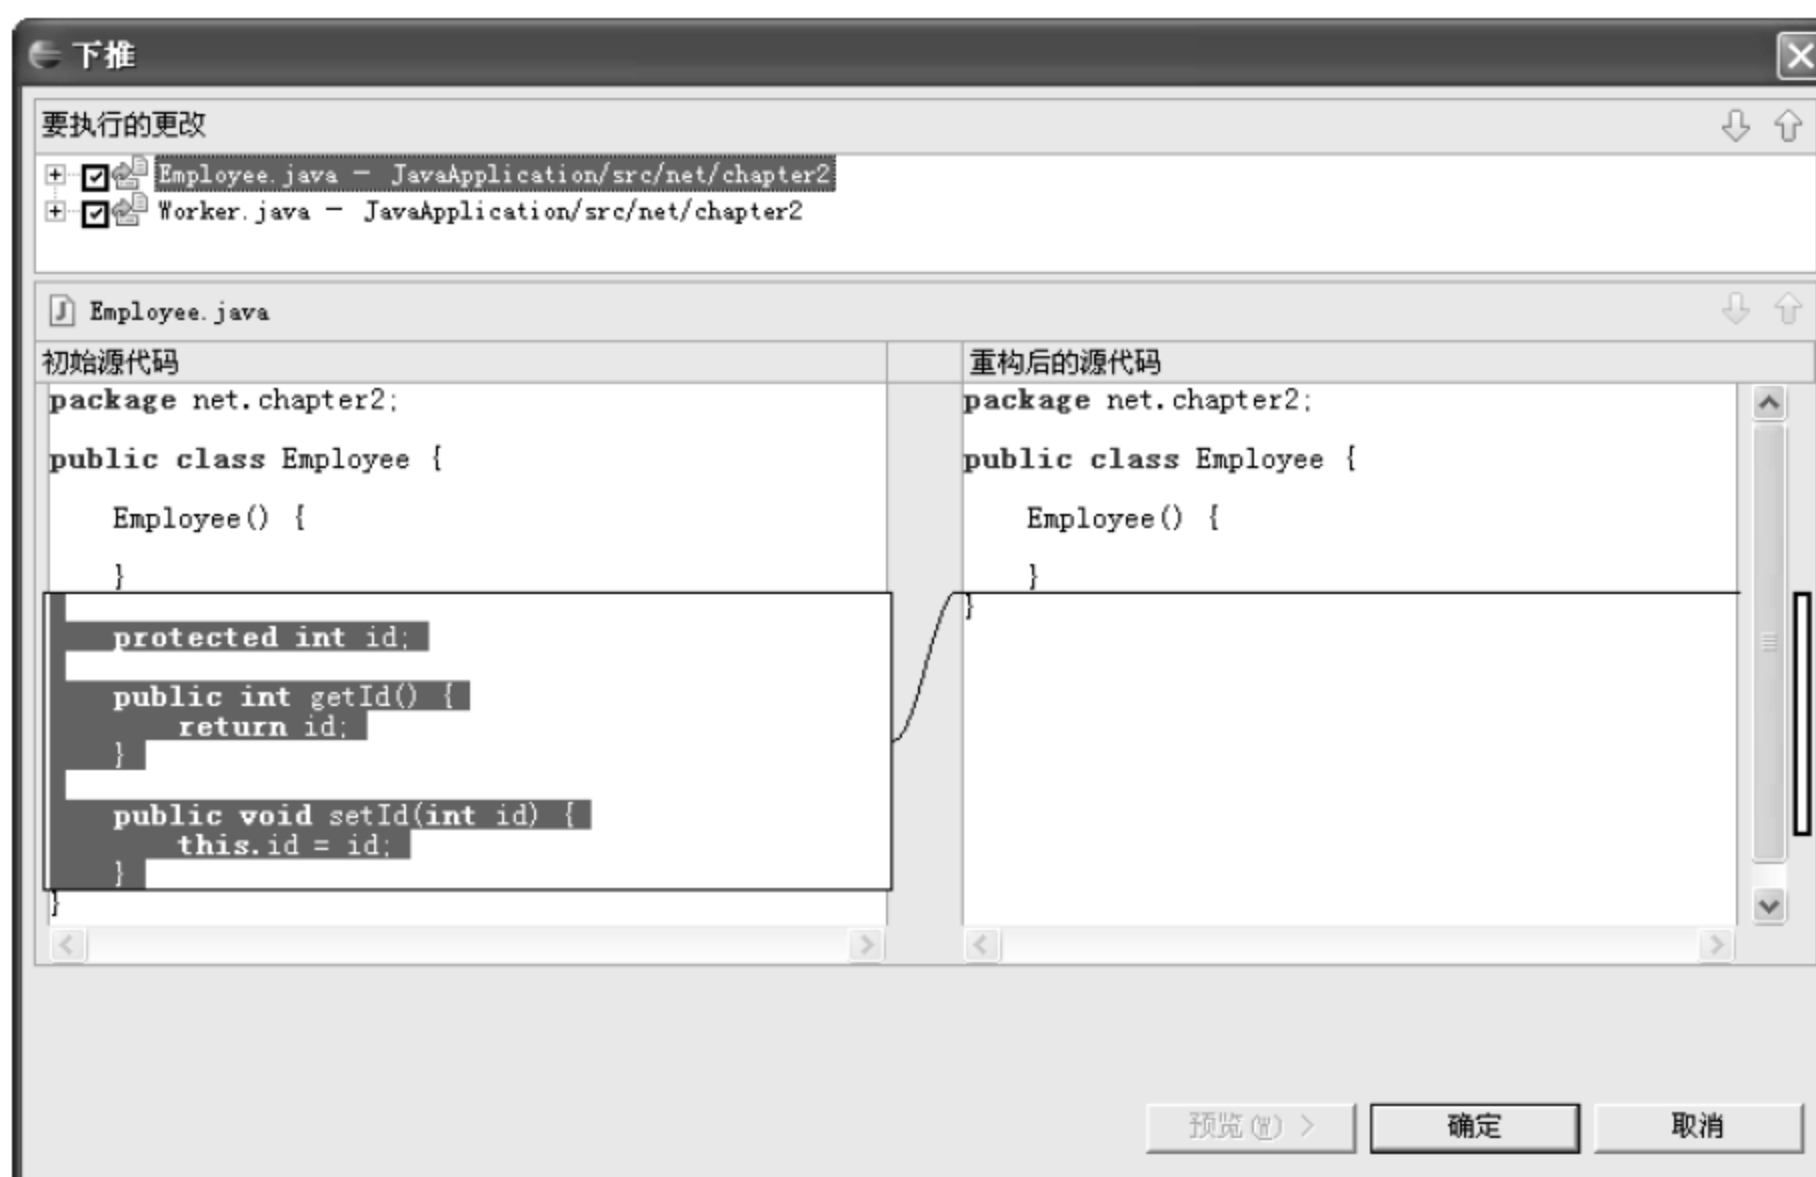 下推
要执行的更改
Employee.java - JavaApplication/src/net/chapter2
Worker.java - JavaApplication/src/net/chapter2
Employee.java
初始源代码
package net.chapter2;
public class Employee {
Employee() {
}
protected int id;
public int getId() {
return id;
}
public void setId(int id) {
this.id = id;
}
}
重构后的源代码
package net.chapter2;
public class Employee {
Employee() {
}
}
预览(W) >
确定
取消